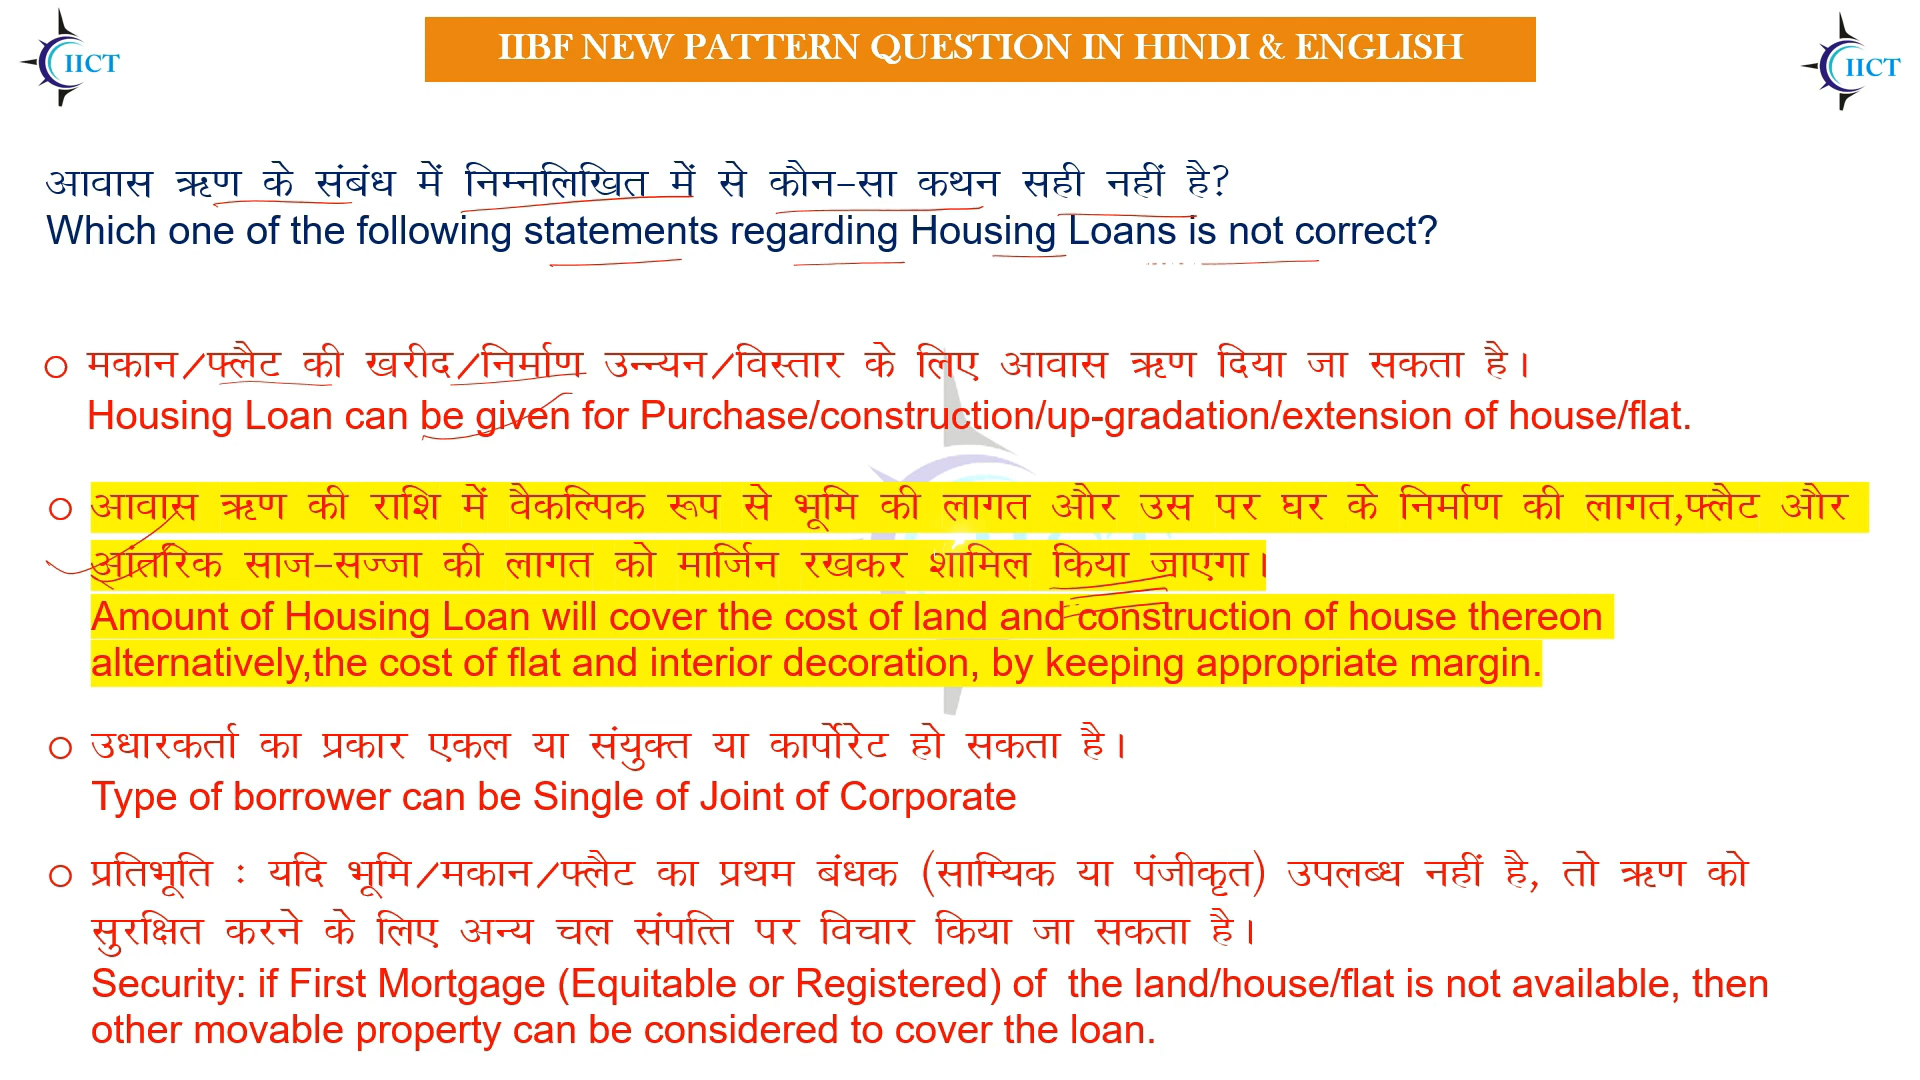 IICT
IIBF NEW PATTERN QUESTION IN HINDI & ENGLISH
IICT
आवास ऋण के संबंध में निम्नलिखित में से कौन-सा कथन सही नहीं है?
Which one of the following statements regarding Housing Loans is not correct?
मकान/फ्लैट की खरीद/निर्माण उन्न्यन/विस्तार के लिए आवास ऋण दिया जा सकता है।
Housing Loan can be given for Purchase/construction/up-gradation/extension of house/flat.
आवास ऋण की राशि में वैकल्पिक रूप से भूमि की लागत और उस पर घर के निर्माण की लागत,फ्लैट और
आंतरिक साज-सज्जा की लागत को मार्जिन रखकर शामिल किया जाएगा।
Amount of Housing Loan will cover the cost of land and construction of house thereon
alternatively,the cost of flat and interior decoration, by keeping appropriate margin.
उधारकर्ता का प्रकार एकल या संयुक्त या कार्पोरेट हो सकता है।
Type of borrower can be Single of Joint of Corporate
प्रतिभूति : यदि भूमि/मकान/फ्लैट का प्रथम बंधक (साम्यिक या पंजीकृत) उपलब्ध नहीं है, तो ऋण को
सुरक्षित करने के लिए अन्य चल संपत्ति पर विचार किया जा सकता है।
Security: if First Mortgage (Equitable or Registered) of the land/house/flat is not available, then
other movable property can be considered to cover the loan.